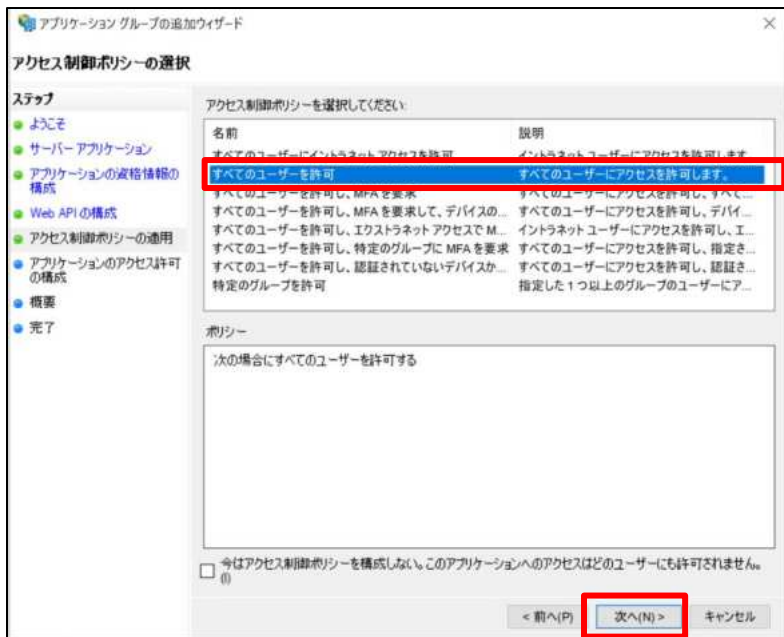 アプリケーション グループの追加ウィザード
アクセス制御ポリシーの選択
ステップ
ようこそ
サーバー アプリケーション
アプリケーションの資格情報の
構成
Web API の構成
アクセス制御ポリシーの適用
アプリケーションのアクセス許可
の構成
概要
完了
アクセス制御ポリシーを選択してください:
名前 説明
すべてのユーザーにイントラネット アクセスを許可 イントラネット ユーザーにアクセスを許可します
すべてのユーザーを許可 すべてのユーザーにアクセスを許可します。
すべてのユーザーを許可し、MFA を要求 すべてのユーザーにアクセスを許可し、すべて...
すべてのユーザーを許可し、MFA を要求して、デバイスの... すべてのユーザーにアクセスを許可し、デバイ...
すべてのユーザーを許可し、エクストラネット アクセスで M... イントラネット ユーザーにアクセスを許可し、エ...
すべてのユーザーを許可し、特定のグループに MFA を要求 すべてのユーザーにアクセスを許可し、指定さ...
すべてのユーザーを許可し、認証されていないデバイスか... すべてのユーザーにアクセスを許可し、認証さ...
特定のグループを許可 指定した 1 つ以上のグループのユーザーにア...
ポリシー
次の場合にすべてのユーザーを許可する
今はアクセス制御ポリシーを構成しない。このアプリケーションへのアクセスはどのユーザーにも許可されません。
(I)
< 前へ(P) 次へ(N) > キャンセル